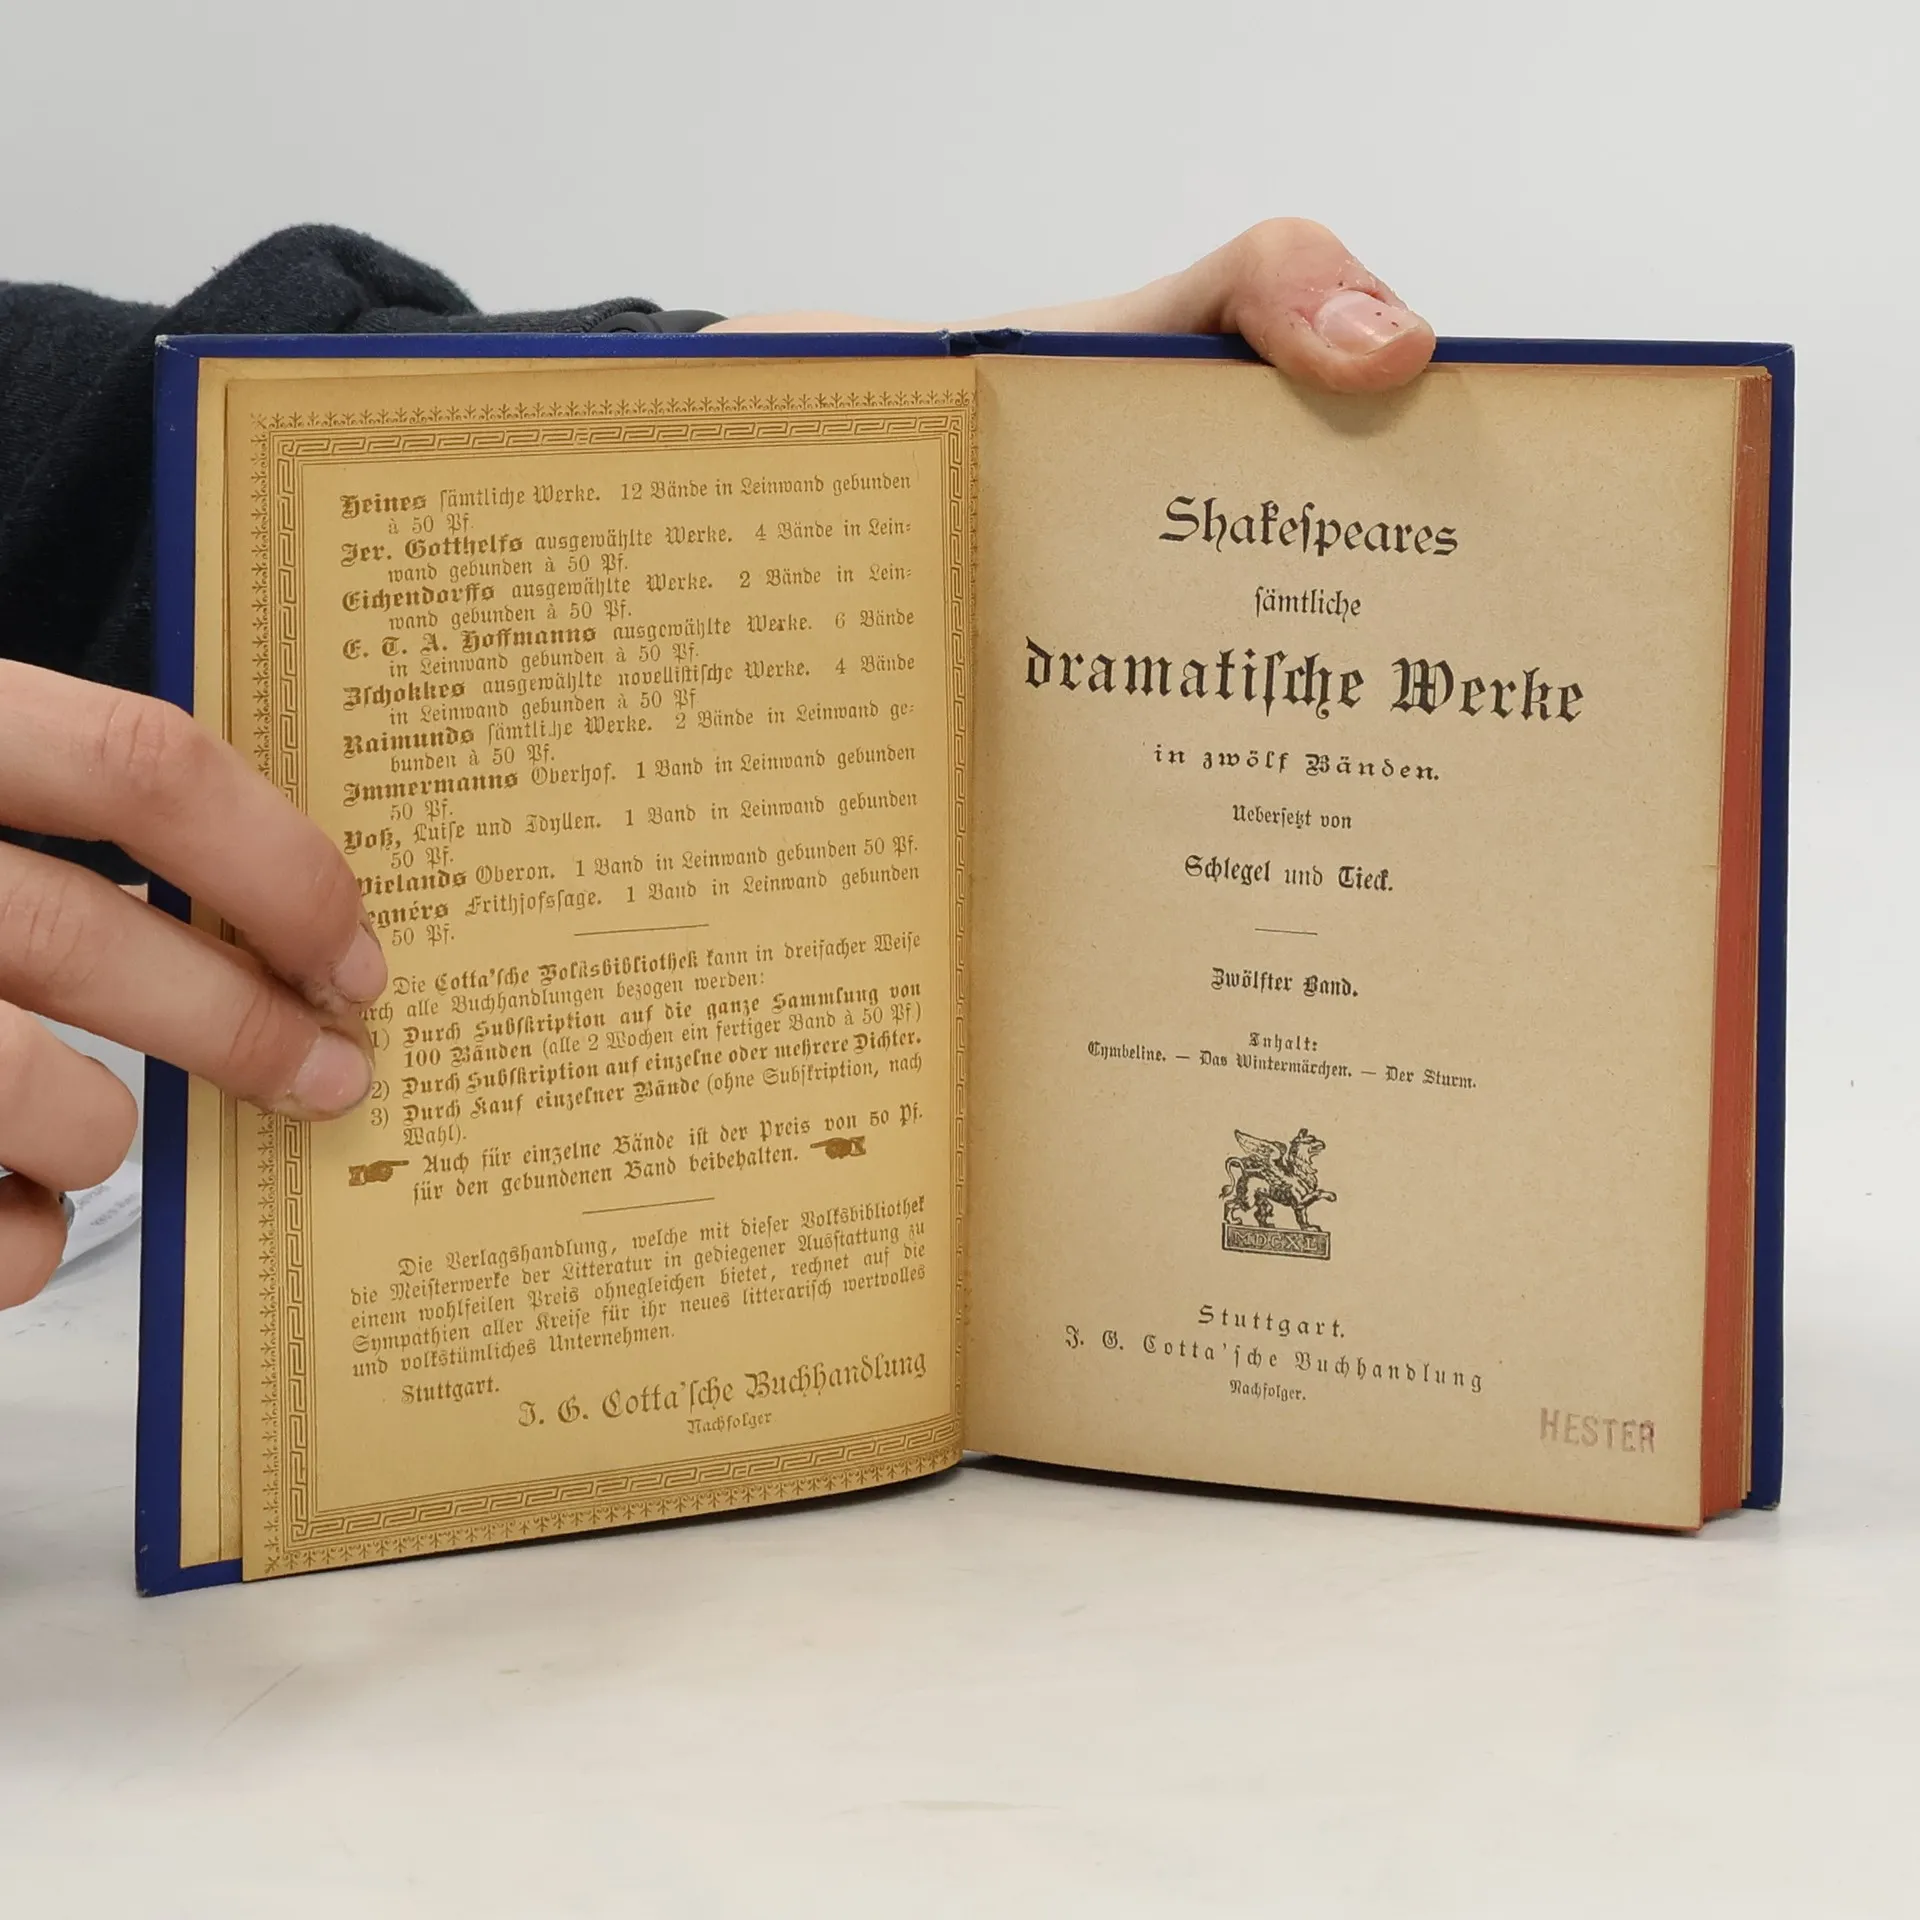 Heines sämtliche Werke. 12 Bände in Leinwand gebunden
à 50 Pf.
Jer. Gotthelfs ausgewählte Werke. 4 Bände in Lein-
wand gebunden à 50 Pf.
Eichendorffs ausgewählte Werke. 2 Bände in Lein-
wand gebunden à 50 Pf.
E. T. A. Hoffmanns ausgewählte Werke. 6 Bände
in Leinwand gebunden à 50 Pf.
Zschokkes ausgewählte novellistische Werke. 4 Bände
in Leinwand gebunden à 50 Pf
Raimunds sämtliche Werke. 2 Bände in Leinwand ge-
bunden à 50 Pf.
Immermanns Oberhof. 1 Band in Leinwand gebunden
50 Pf.
Voß, Luise und Idyllen. 1 Band in Leinwand gebunden
50 Pf.
Wielands Oberon. 1 Band in Leinwand gebunden 50 Pf.
egnérs Frithjofssage. 1 Band in Leinwand gebunden
50 Pf.
Die Cotta'sche Volksbibliothek kann in dreifacher Weise
urch alle Buchhandlungen bezogen werden:
1) Durch Subskription auf die ganze Sammlung von
100 Bänden (alle 2 Wochen ein fertiger Band à 50 Pf)
2) Durch Subskription auf einzelne oder mehrere Dichter.
3) Durch Kauf einzelner Bände (ohne Subskription, nach
Wahl).
Auch für einzelne Bände ist der Preis von 50 Pf.
für den gebundenen Band beibehalten.
Die Verlagshandlung, welche mit dieser Volksbibliothek
die Meisterwerke der Litteratur in gediegener Ausstattung zu
einem wohlfeilen Preis ohnegleichen bietet, rechnet auf die
Sympathien aller Kreise für ihr neues litterarisch wertvolles
und volkstümliches Unternehmen.
Stuttgart.
J. G. Cotta'sche Buchhandlung
Nachfolger
Shakespeares
sämtliche
dramatische Werke
in zwölf Bänden.
Uebersetzt von
Schlegel und Tieck.
Zwölfter Band.
Inhalt:
Cymbeline. — Das Wintermärchen. — Der Sturm.
MDCXL
Stuttgart.
J. G. Cotta'sche Buchhandlung
Nachfolger.
HESTER